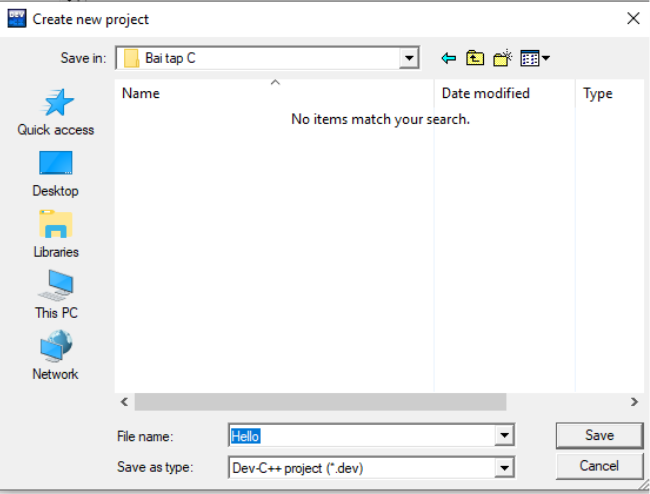 Create new project
Save in: Bai tap C
Name Date modified Type
No items match your search.
Quick access
Desktop
Libraries
This PC
Network
File name: Hello Save
Save as type: Dev-C++ project (*.dev) Cancel